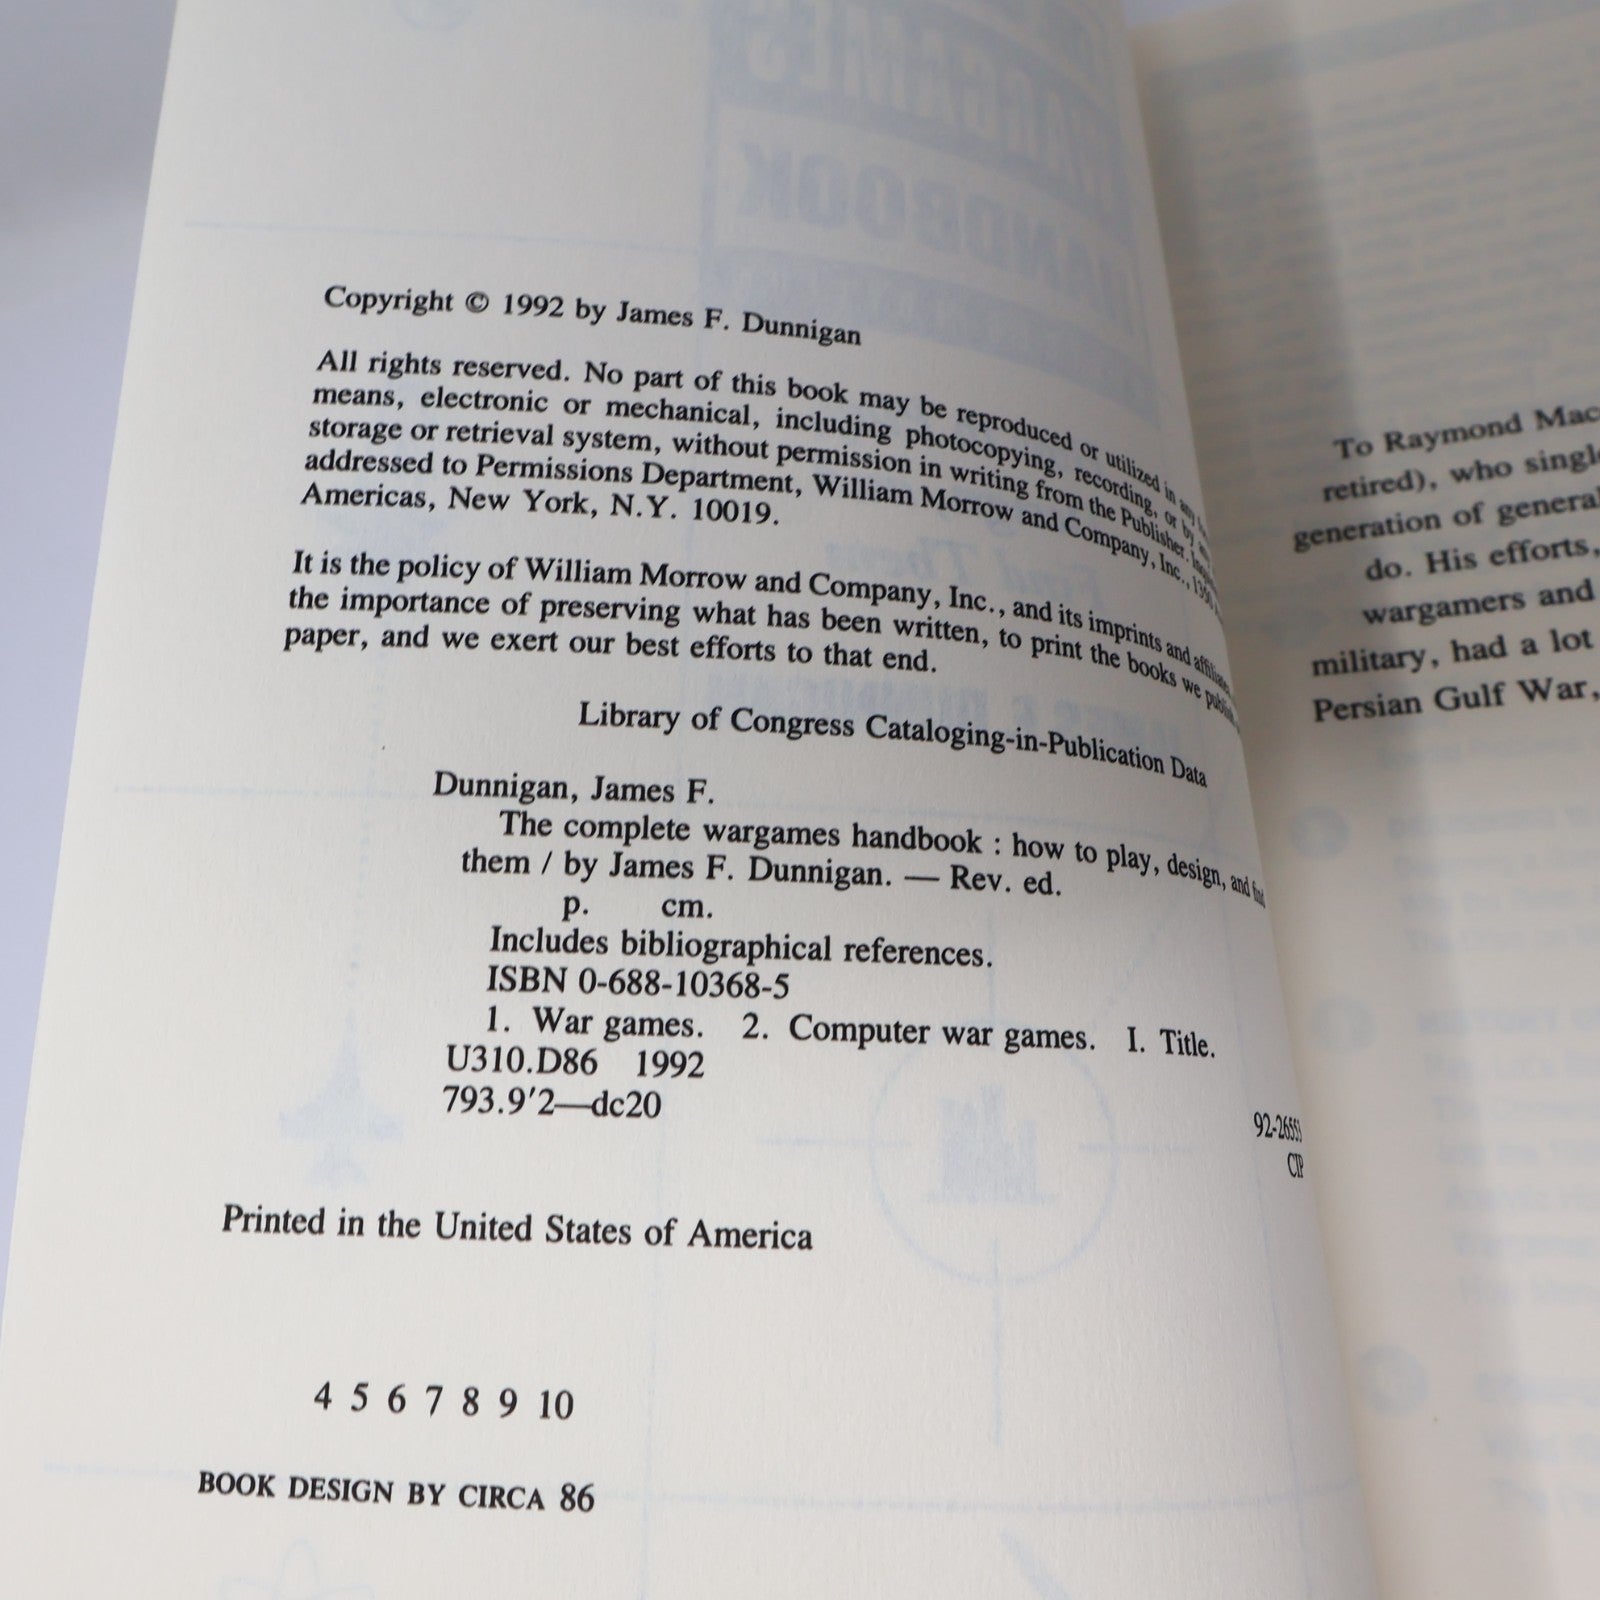 Copyright © 1992 by James F. Dunnigan
All rights reserved. No part of this book may be reproduced or utilized in any
means, electronic or mechanical, including photocopying, recording, or by
storage or retrieval system, without permission in writing from the Publisher.
addressed to Permissions Department, William Morrow and Company, Inc., 1350
Americas, New York, N.Y. 10019.
It is the policy of William Morrow and Company, Inc., and its imprints and affiliates,
the importance of preserving what has been written, to print the books we
paper, and we exert our best efforts to that end.
Library of Congress Cataloging-in-Publication Data
Dunnigan, James F.
The complete wargames handbook : how to play, design, and find
them / by James F. Dunnigan. — Rev. ed.
p. cm.
Includes bibliographical references.
ISBN 0-688-10368-5
1. War games. 2. Computer war games. I. Title.
U310.D86 1992
793.9'2—dc20
CIP
Printed in the United States of America
4 5 6 7 8 9 10
BOOK DESIGN BY CIRCA 86
To Raymond Mac
retired), who
generation of
do. His efforts,
wargamers and
military, had a lot
Persian Gulf War,